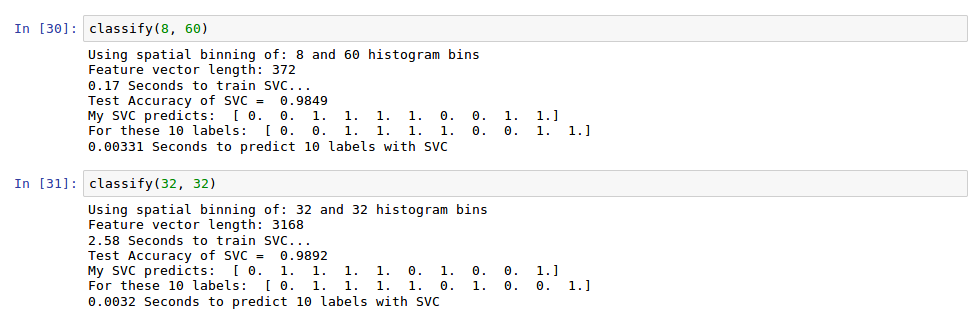 In [30]: classify(8, 60)
Using spatial binning of: 8 and 60 histogram bins
Feature vector length: 372
0.17 Seconds to train SVC...
Test Accuracy of SVC =  0.9849
My SVC predicts:  [ 0.  0.  1.  1.  1.  1.  0.  0.  1.  1.]
For these 10 labels:  [ 0.  0.  1.  1.  1.  1.  0.  0.  1.  1.]
0.00331 Seconds to predict 10 labels with SVC
In [31]: classify(32, 32)
Using spatial binning of: 32 and 32 histogram bins
Feature vector length: 3168
2.58 Seconds to train SVC...
Test Accuracy of SVC =  0.9892
My SVC predicts:  [ 0.  1.  1.  1.  1.  0.  1.  0.  0.  1.]
For these 10 labels:  [ 0.  1.  1.  1.  1.  0.  1.  0.  0.  1.]
0.0032 Seconds to predict 10 labels with SVC